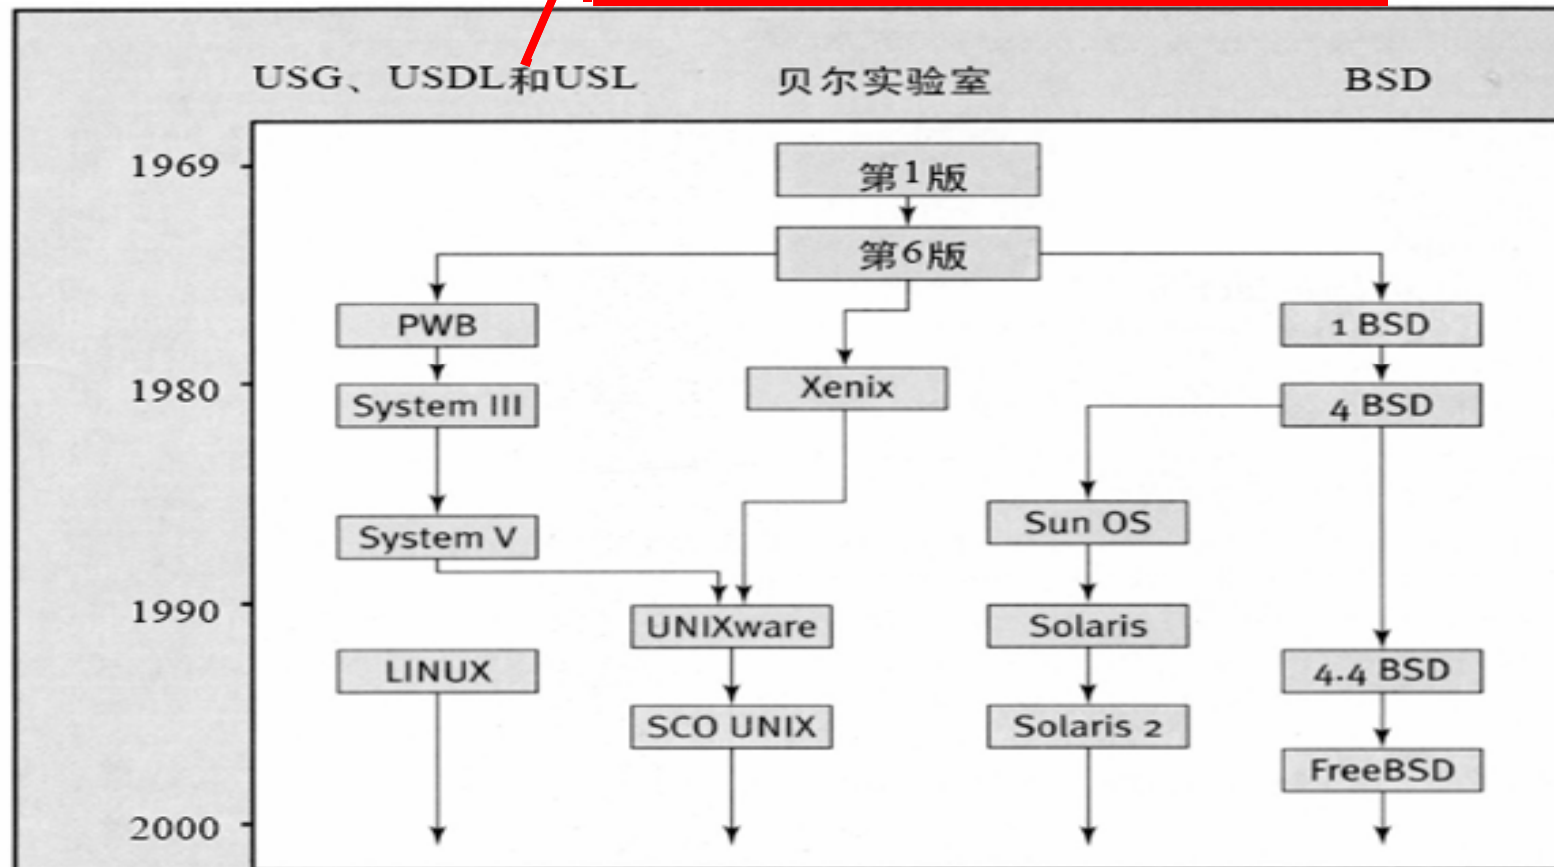 USG、USDL和USL 贝尔实验室 BSD
1969
第1版
第6版
PWB
1 BSD
1980
System III
Xenix
4 BSD
System V
Sun OS
1990
UNIXware
Solaris
LINUX
4.4 BSD
SCO UNIX
Solaris 2
FreeBSD
2000